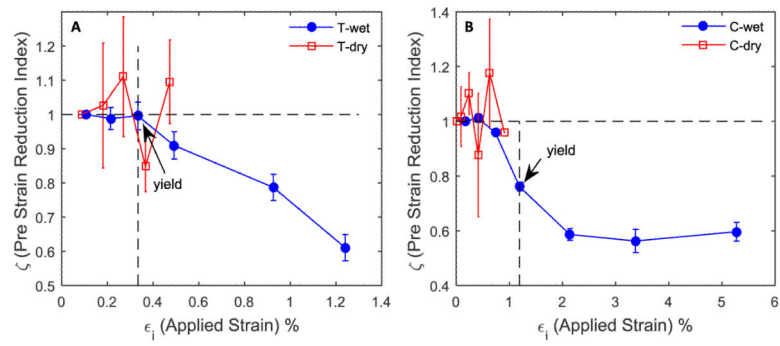 A
T-wet
T-dry
yield
ζ (Pre Strain Reduction Index)
1.2
1.1
1
0.9
0.8
0.7
0.6
0.5
0 0.2 0.4 0.6 0.8 1 1.2 1.4
ϵi (Applied Strain) %
B
C-wet
C-dry
yield
ζ (Pre Strain Reduction Index)
1.4
1.2
1
0.8
0.6
0.4
0 1 2 3 4 5 6
ϵi (Applied Strain) %